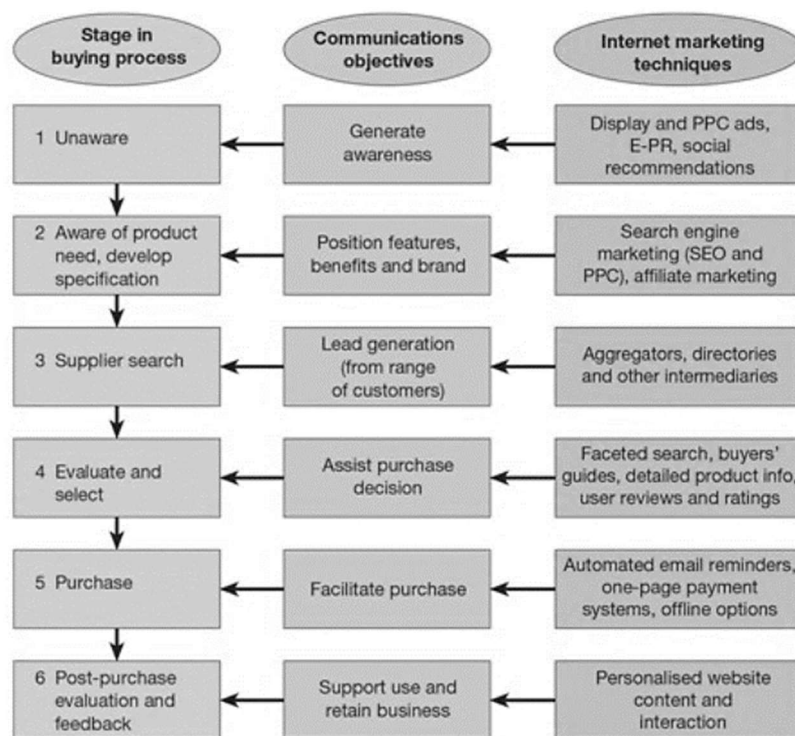 Stage in
buying process
Communications
objectives
Internet marketing
techniques
1 Unaware
Generate
awareness
Display and PPC ads,
E-PR, social
recommendations
2 Aware of product
need, develop
specification
Position features,
benefits and brand
Search engine
marketing (SEO and
PPC), affiliate marketing
3 Supplier search
Lead generation
(from range
of customers)
Aggregators, directories
and other intermediaries
4 Evaluate and
select
Assist purchase
decision
Faceted search, buyers'
guides, detailed product info,
user reviews and ratings
5 Purchase
Facilitate purchase
Automated email reminders,
one-page payment
systems, offline options
6 Post-purchase
evaluation and
feedback
Support use and
retain business
Personalised website
content and
interaction